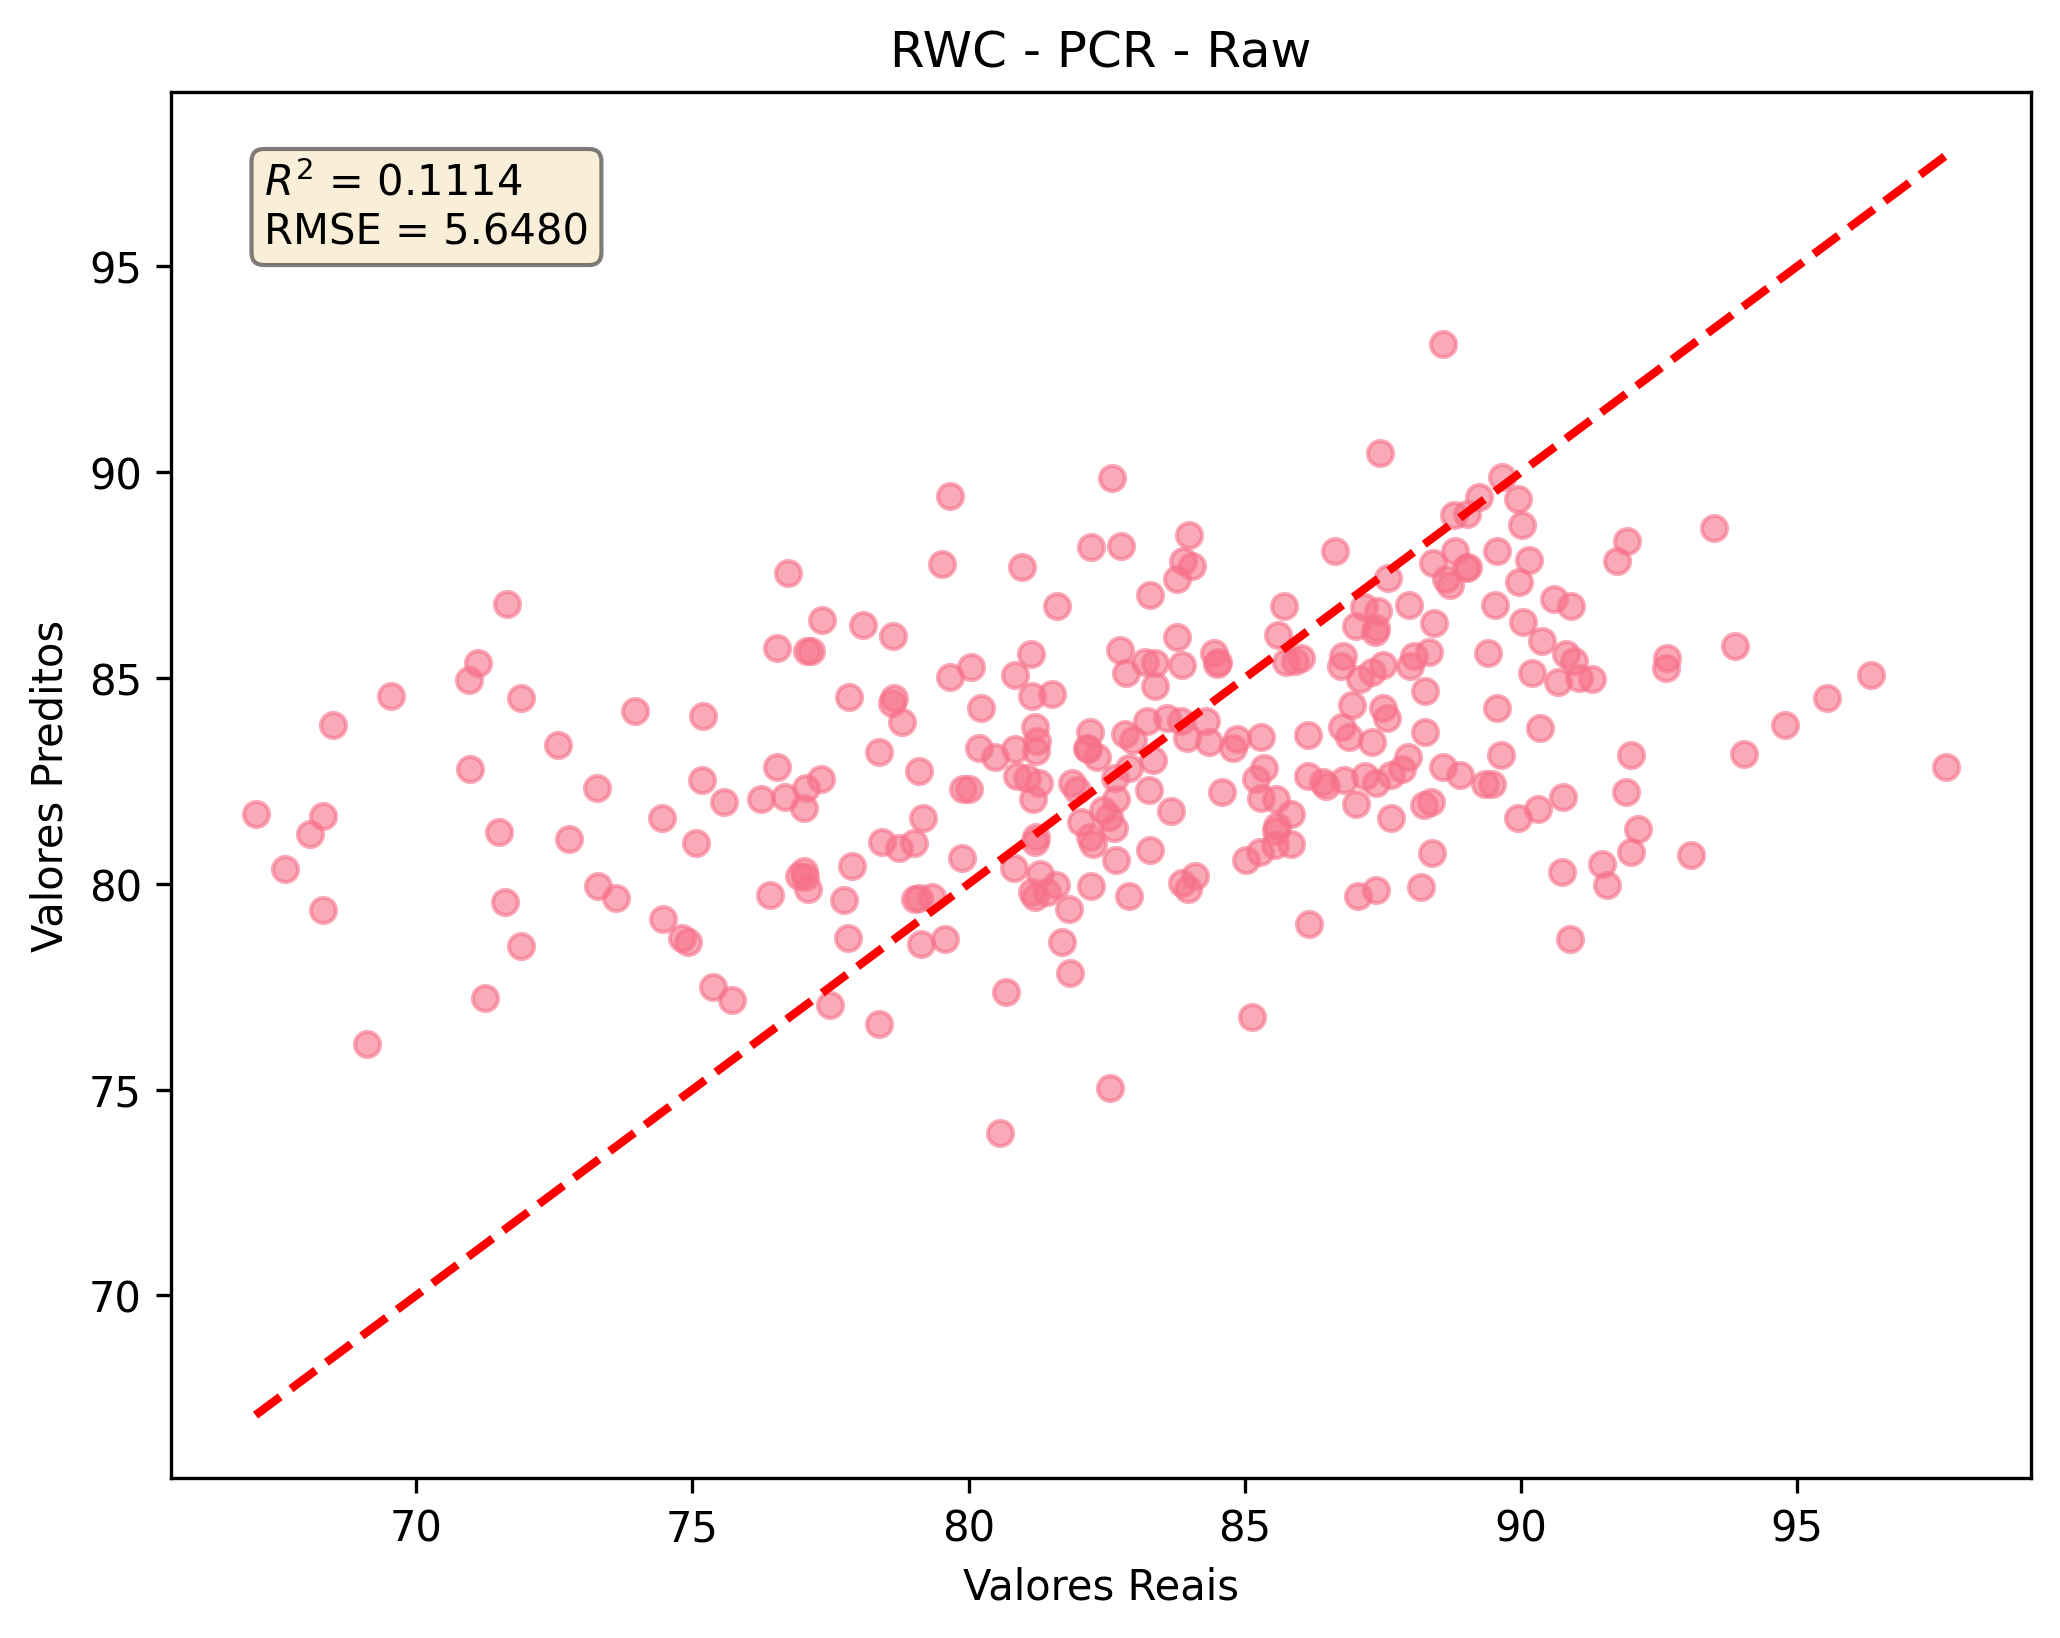 RWC - PCR - Raw
R² = 0.1114
RMSE = 5.6480
Valores Preditos
95
90
85
80
75
70
70 75 80 85 90 95
Valores Reais